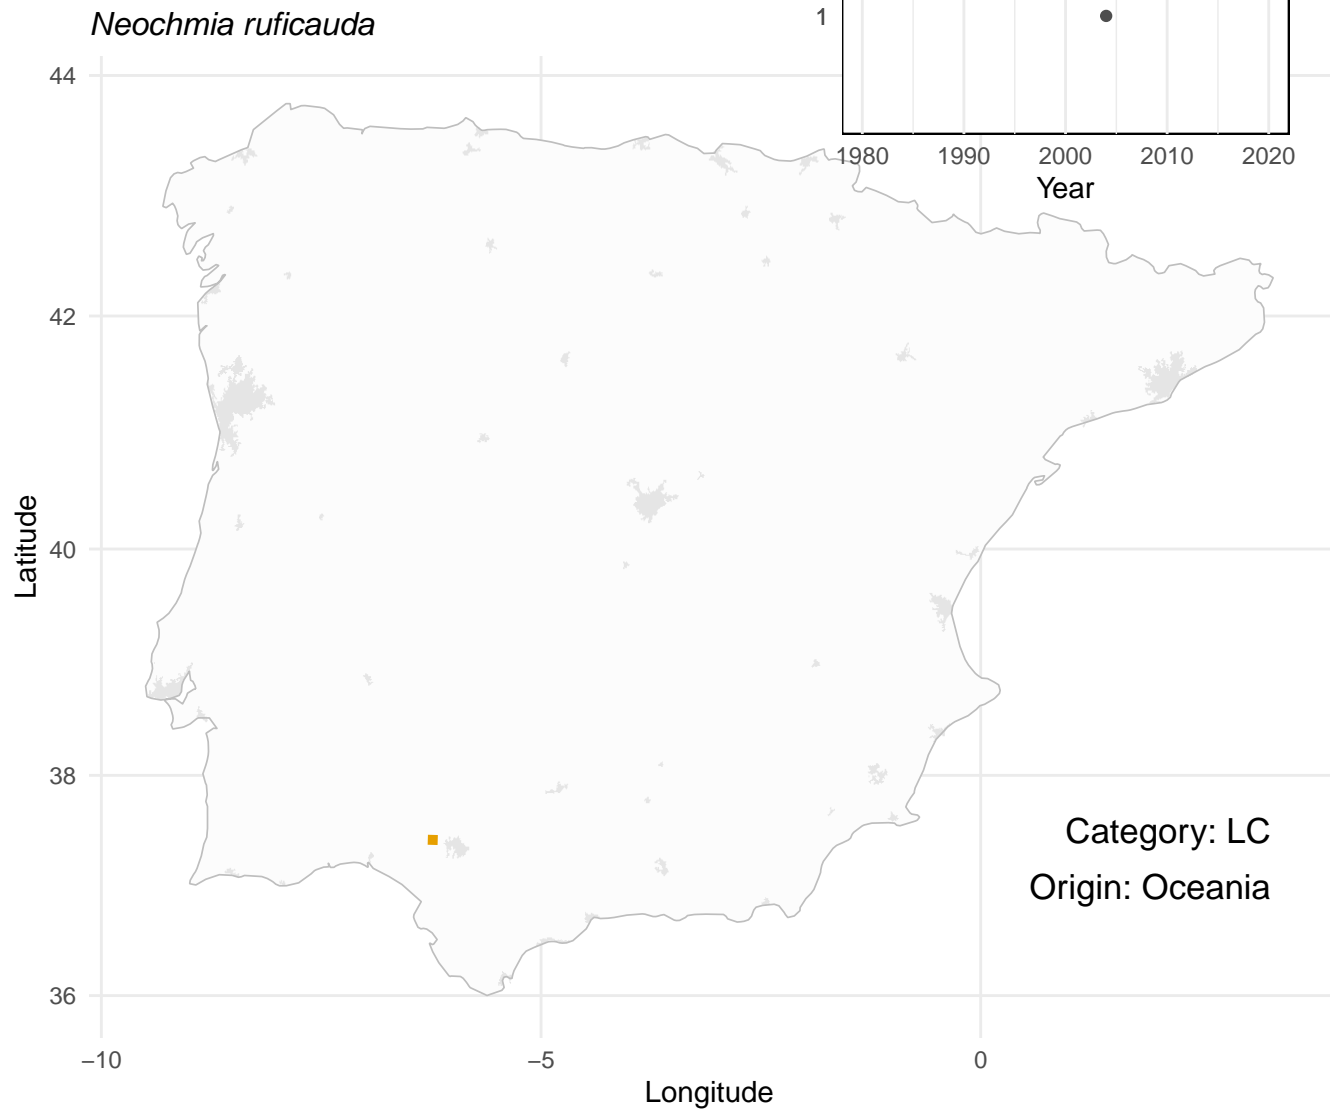 Neochmia ruficauda
1
1980 1990 2000 2010 2020
Year
44
42
40
38
36
Latitude
Category: LC
Origin: Oceania
−10 −5 0
Longitude